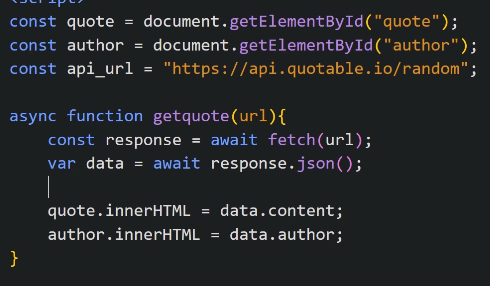 <script>
const quote = document.getElementById("quote");
const author = document.getElementById("author");
const api_url = "https://api.quotable.io/random";
async function getquote(url){
const response = await fetch(url);
var data = await response.json();
quote.innerHTML = data.content;
author.innerHTML = data.author;
}